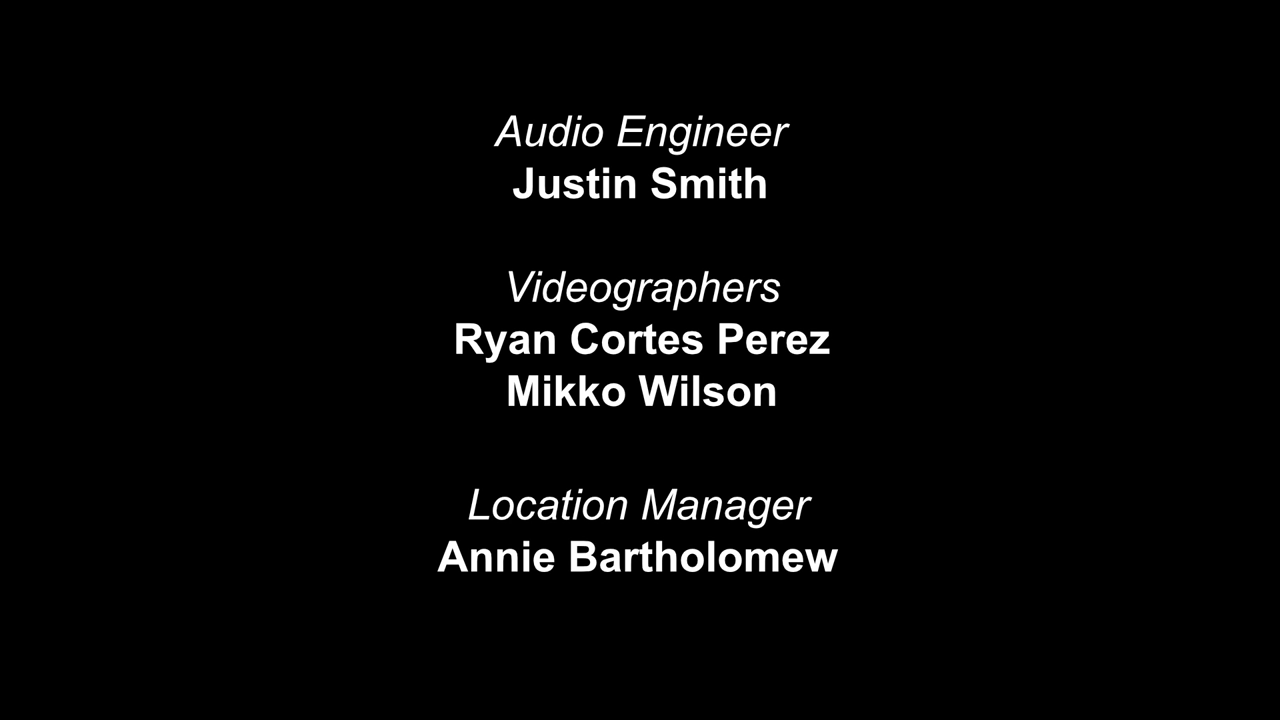 Audio Engineer
Justin Smith
Videographers
Ryan Cortes Perez
Mikko Wilson
Location Manager
Annie Bartholomew